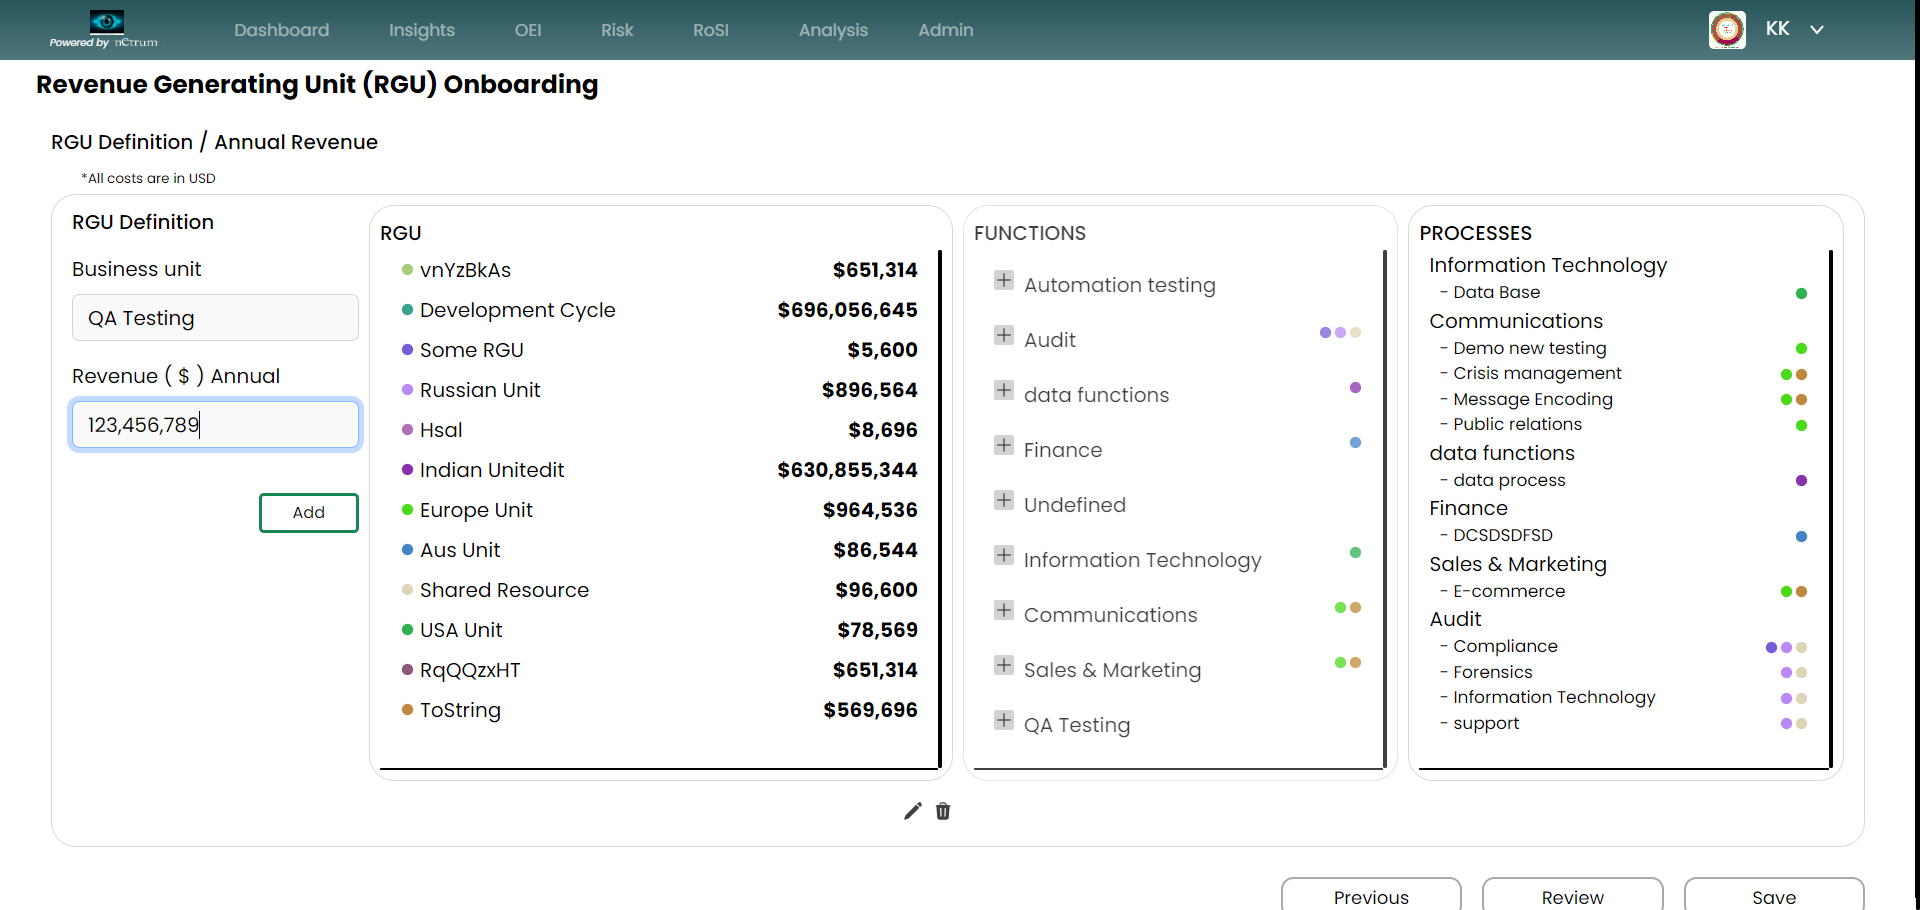 Powered by nCtrum
Dashboard Insights OEI Risk RoSI Analysis Admin
KK
Revenue Generating Unit (RGU) Onboarding
RGU Definition / Annual Revenue
*All costs are in USD
RGU Definition
Business unit
QA Testing
Revenue ( $ ) Annual
123,456,789
Add
RGU
vnYzBkAs $651,314
Development Cycle $696,056,645
Some RGU $5,600
Russian Unit $896,564
Hsal $8,696
Indian Unitedit $630,855,344
Europe Unit $964,536
Aus Unit $86,544
Shared Resource $96,600
USA Unit $78,569
RqQQzxHT $651,314
ToString $569,696
FUNCTIONS
Automation testing
Audit
data functions
Finance
Undefined
Information Technology
Communications
Sales & Marketing
QA Testing
PROCESSES
Information Technology
- Data Base
Communications
- Demo new testing
- Crisis management
- Message Encoding
- Public relations
data functions
- data process
Finance
- DCSDSDFSD
Sales & Marketing
- E-commerce
Audit
- Compliance
- Forensics
- Information Technology
- support
Previous Review Save